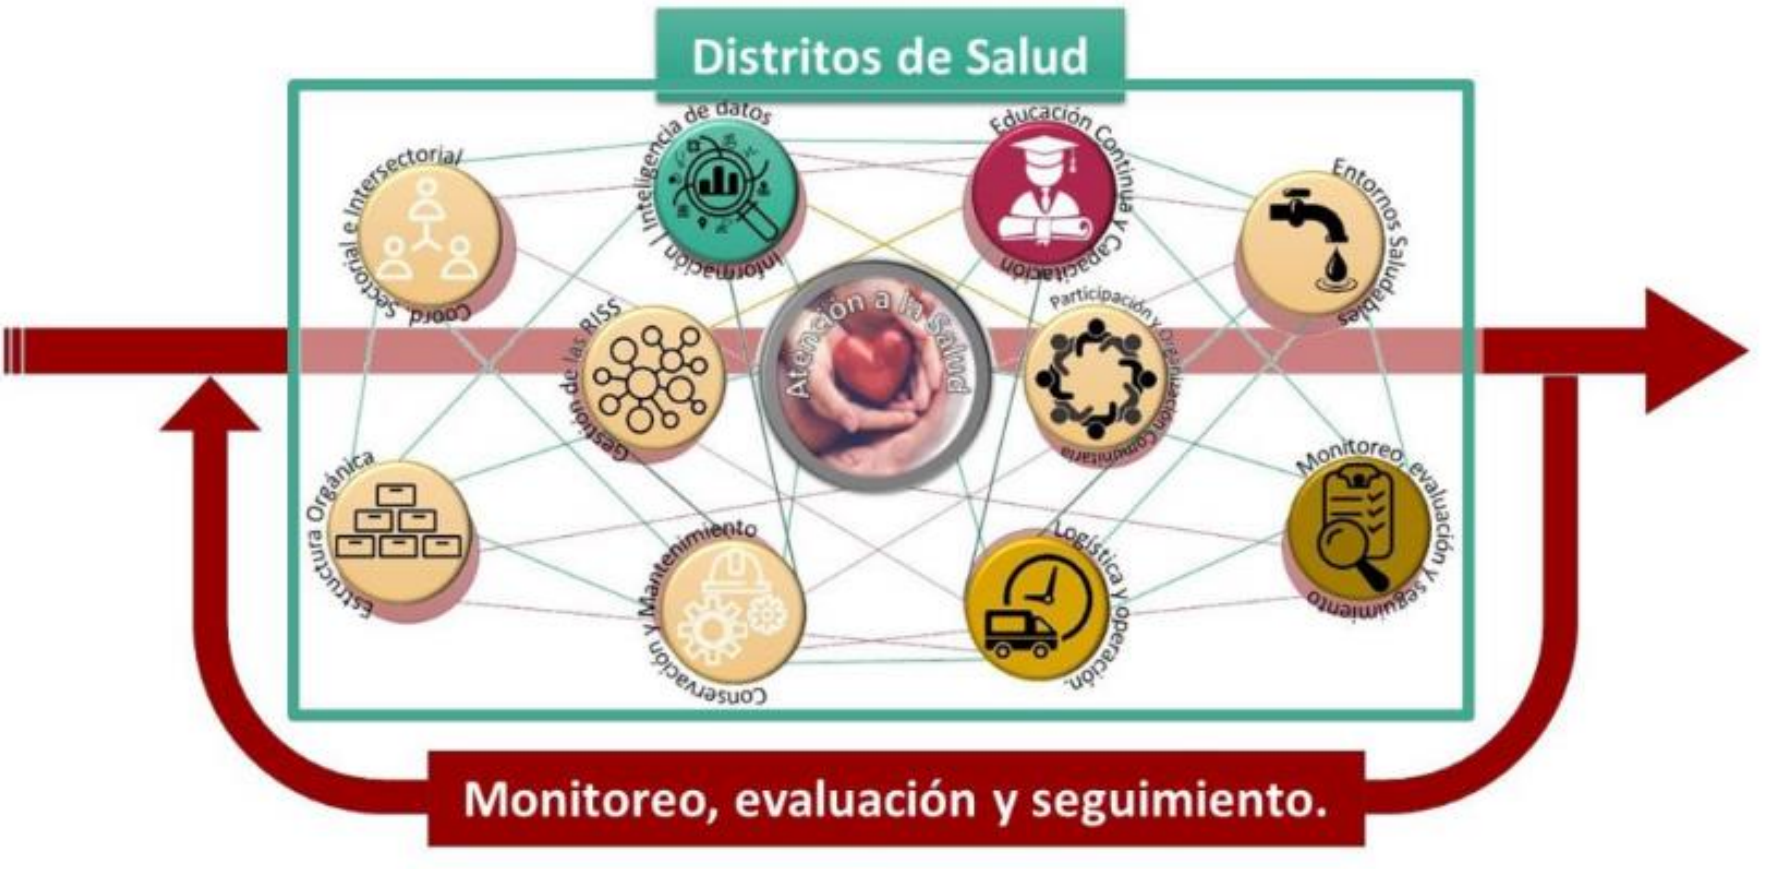 Distritos de Salud
Coord. Sectorial e Intersectorial
Información | Inteligencia de datos
Educación Continua y Capacitación
Entornos Saludables
Gestión de las RISS
Atención a la Salud
Participación y Organización Comunitaria
Estructura Orgánica
Conservación y Mantenimiento
Logística y operación.
Monitoreo, evaluación y seguimiento
Monitoreo, evaluación y seguimiento.